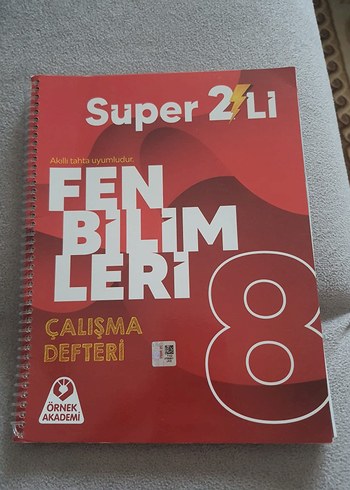 Super 2Li
Akıllı tahta uyumludur.
FEN
BİLİM
LERİ
8
ÇALIŞMA
DEFTERİ
ÖRNEK
AKADEMİ